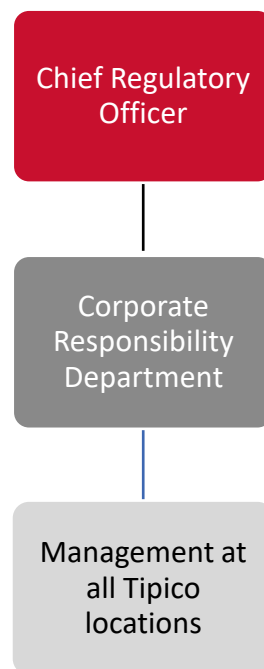 Chief Regulatory
Officer
Corporate
Responsibility
Department
Management at
all Tipico
locations